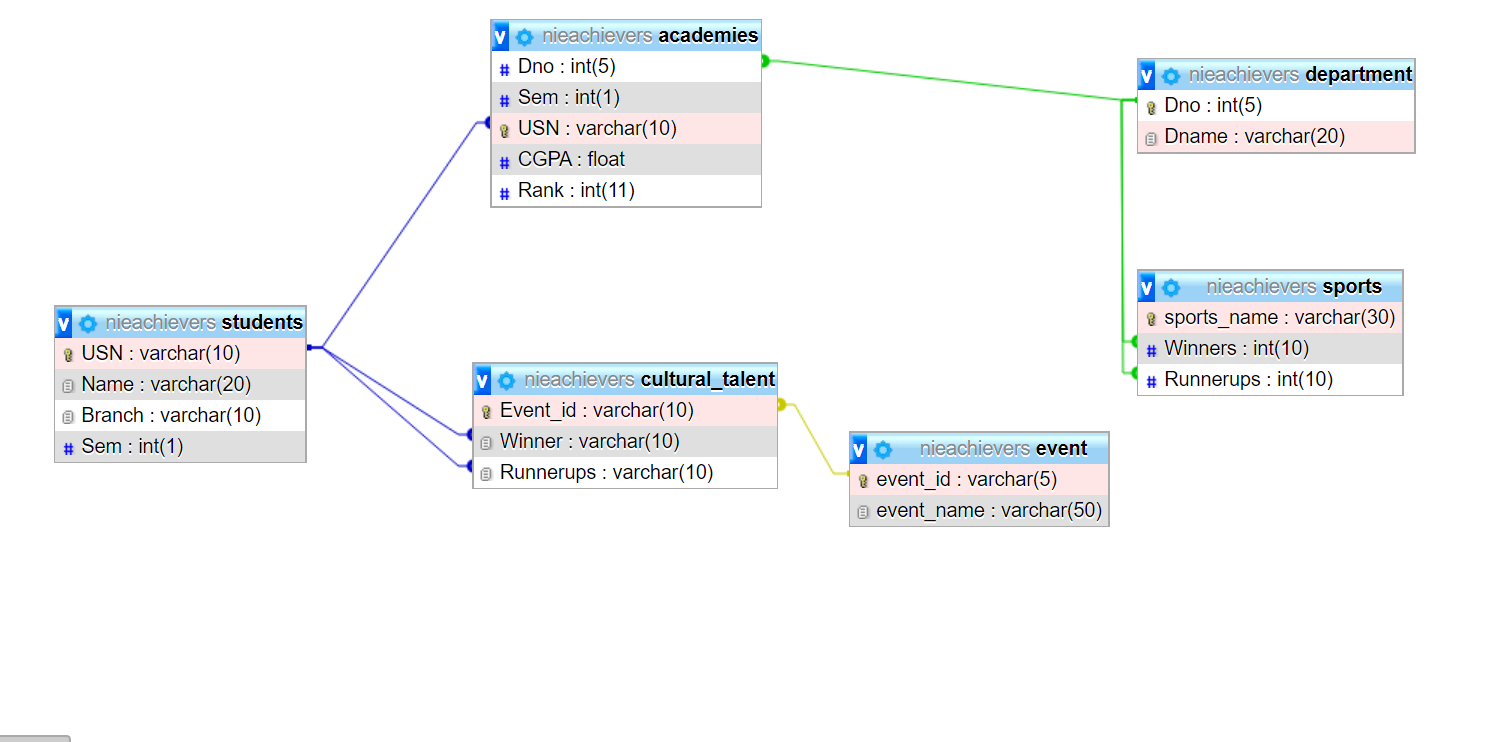 v nieachievers academies
# Dno : int(5)
# Sem : int(1)
USN : varchar(10)
# CGPA : float
# Rank : int(11)
v nieachievers department
Dno : int(5)
Dname : varchar(20)
v nieachievers sports
sports_name : varchar(30)
# Winners : int(10)
# Runnerups : int(10)
v nieachievers students
USN : varchar(10)
Name : varchar(20)
Branch : varchar(10)
# Sem : int(1)
v nieachievers cultural_talent
Event_id : varchar(10)
Winner : varchar(10)
Runnerups : varchar(10)
v nieachievers event
event_id : varchar(5)
event_name : varchar(50)